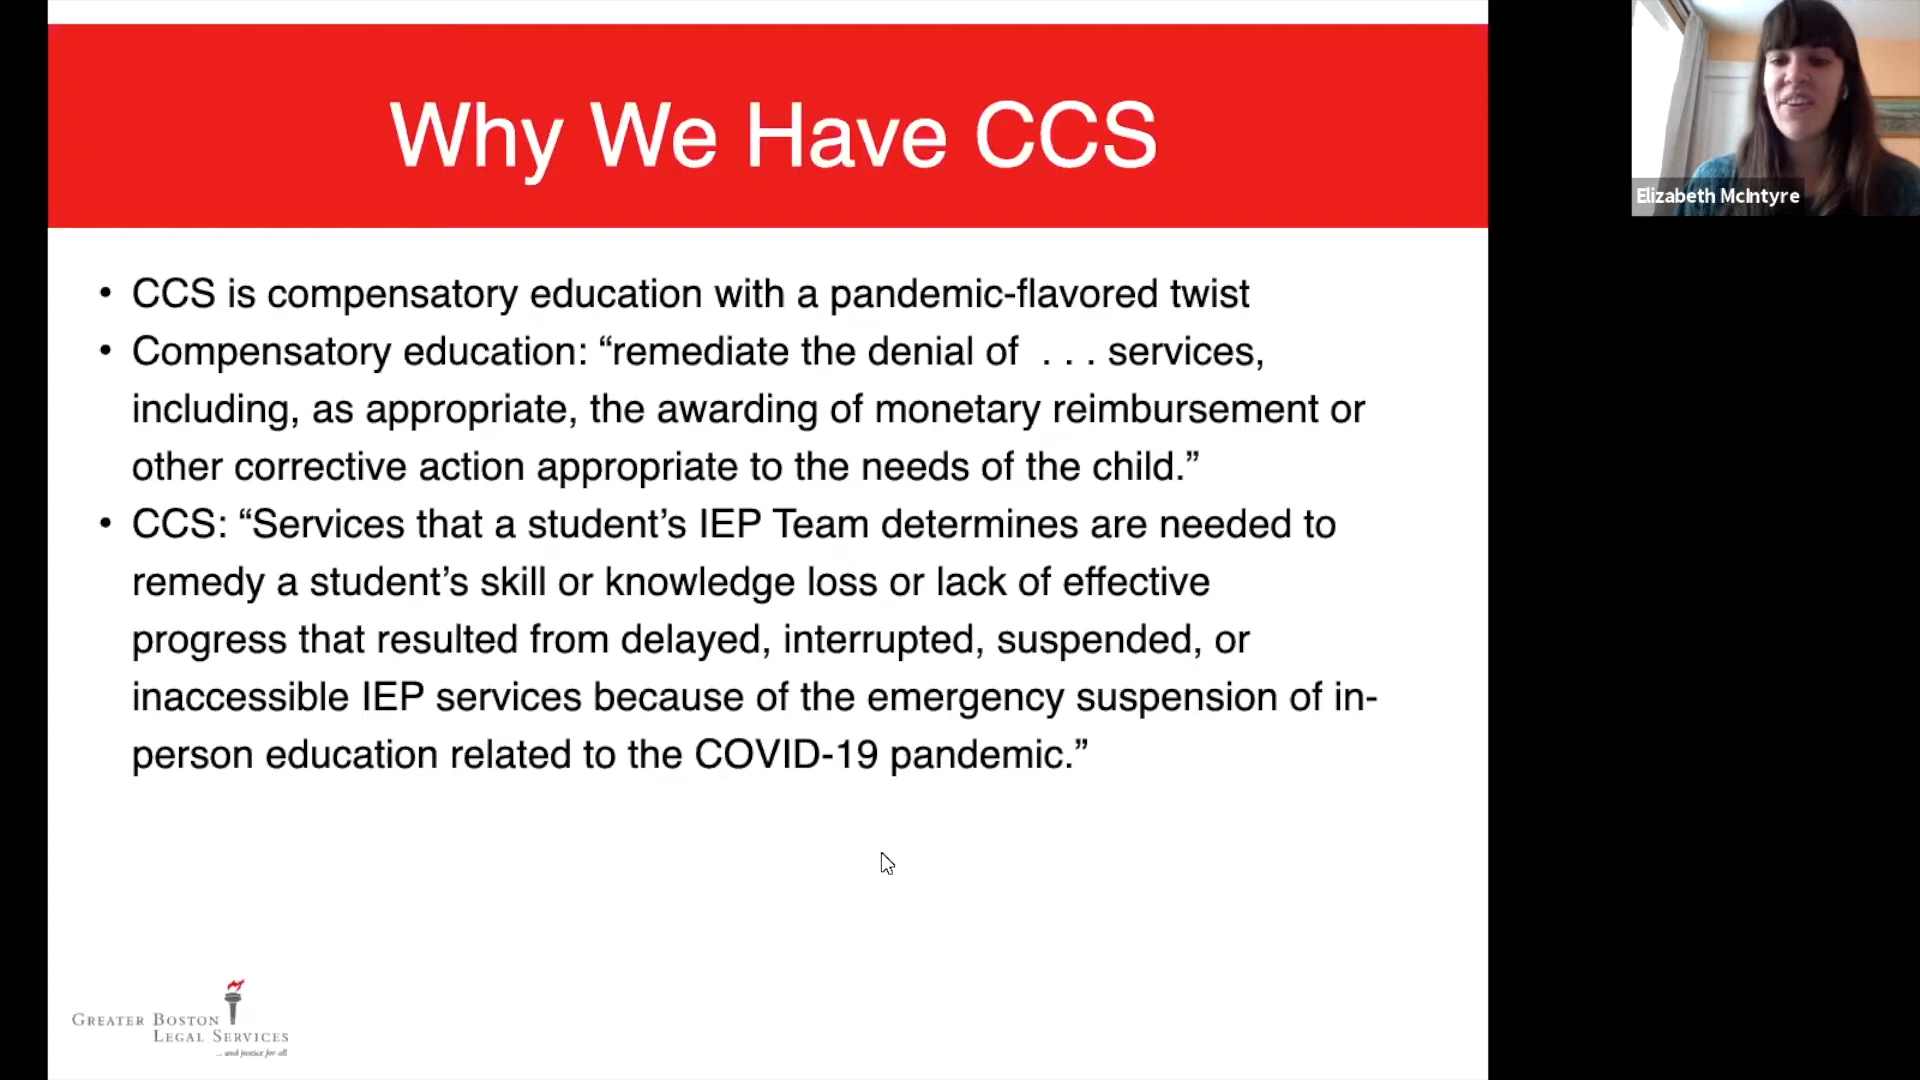 Why We Have CCS
• CCS is compensatory education with a pandemic-flavored twist
• Compensatory education: “remediate the denial of . . . services,
including, as appropriate, the awarding of monetary reimbursement or
other corrective action appropriate to the needs of the child.”
• CCS: “Services that a student’s IEP Team determines are needed to
remedy a student’s skill or knowledge loss or lack of effective
progress that resulted from delayed, interrupted, suspended, or
inaccessible IEP services because of the emergency suspension of in-
person education related to the COVID-19 pandemic.”
GREATER BOSTON
LEGAL SERVICES
... and justice for all
Elizabeth McIntyre